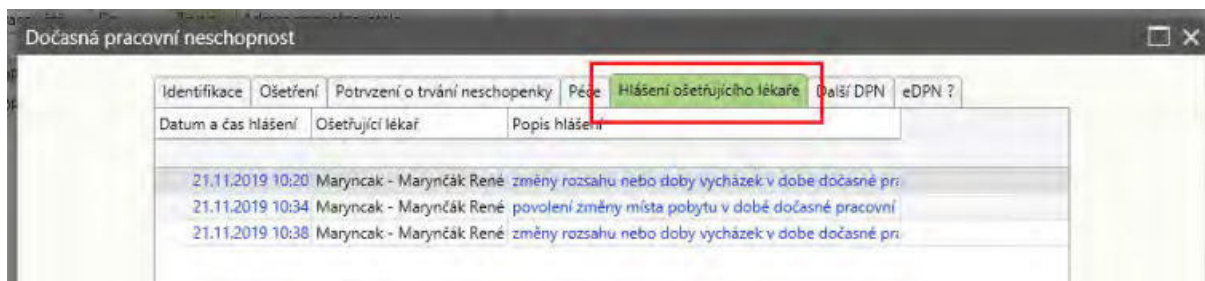 Dočasná pracovní neschopnost
Identifikace Ošetření Potvrzení o trvání neschopenky Péče Hlášení ošetřujícího lékaře Další DPN eDPN ?
Datum a čas hlášení Ošetřující lékař Popis hlášení
21.11.2019 10:20 Maryncak - Marynčák René změny rozsahu nebo doby vycházek v dobe dočasné pra
21.11.2019 10:34 Maryncak - Marynčák René povolení změny místa pobytu v době dočasné pracovní
21.11.2019 10:38 Maryncak - Marynčák René změny rozsahu nebo doby vycházek v dobe dočasné pra